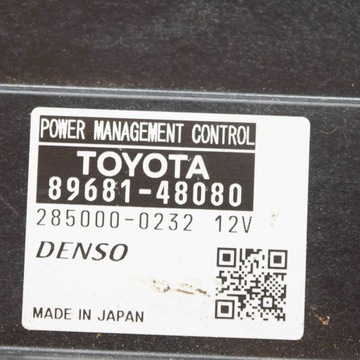 POWER MANAGEMENT CONTROL
TOYOTA
89681-48080
285000-0232 12V
DENSO
MADE IN JAPAN